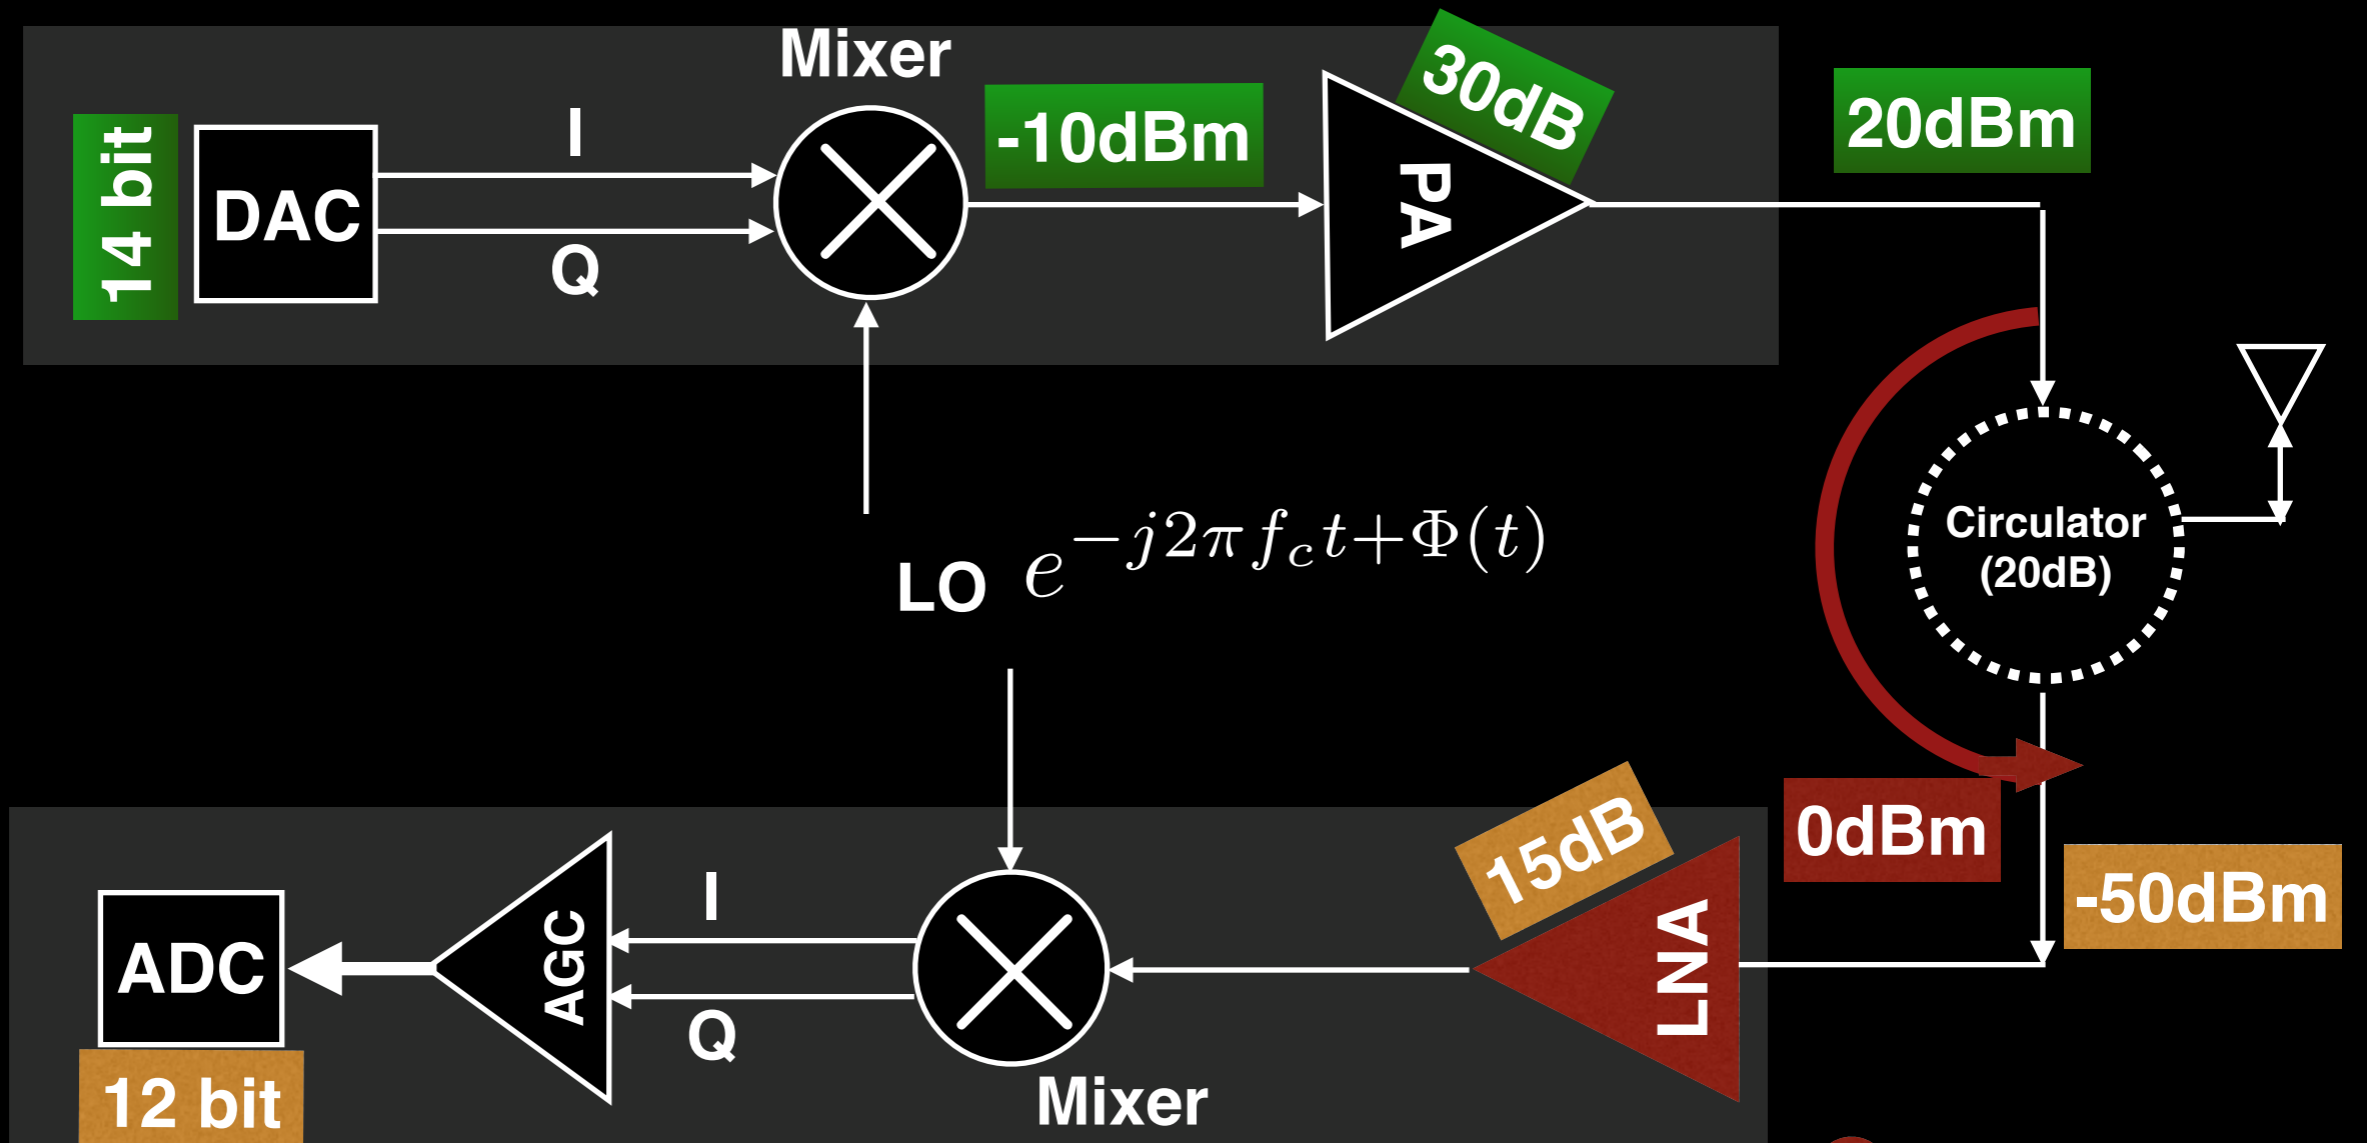 Mixer
30dB
14 bit
DAC
I
Q
-10dBm
PA
20dBm
LO e^{-j2πf_ct+Φ(t)}
Circulator
(20dB)
0dBm
-50dBm
15dB
LNA
I
Q
AGC
ADC
12 bit
Mixer